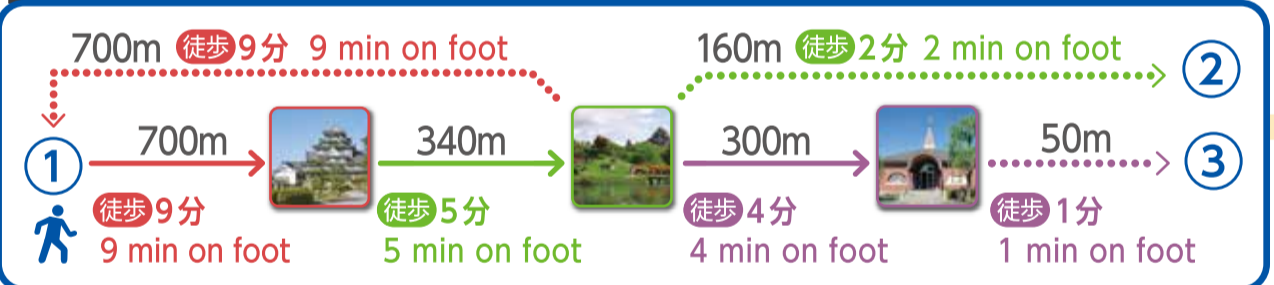 700m 徒歩 9分 9 min on foot
160m 徒歩 2分 2 min on foot
②
①
700m
340m
300m
50m
③
徒歩 9分
9 min on foot
徒歩 5分
5 min on foot
徒歩 4分
4 min on foot
徒歩 1分
1 min on foot